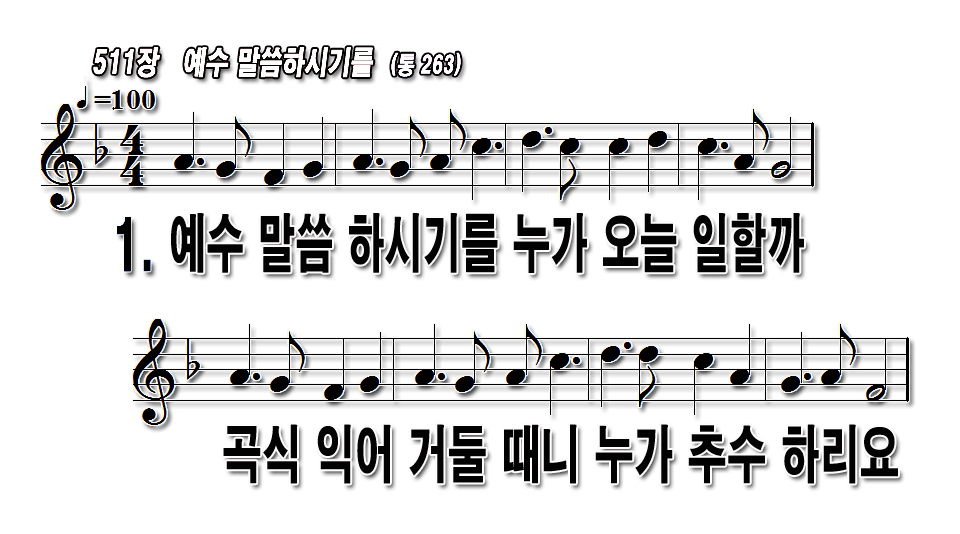 511장 예수 말씀하시기를 (통 263)
♩=100
4/4
1. 예수 말씀 하시기를 누가 오늘 일할까
곡식 익어 거둘 때니 누가 추수 하리요